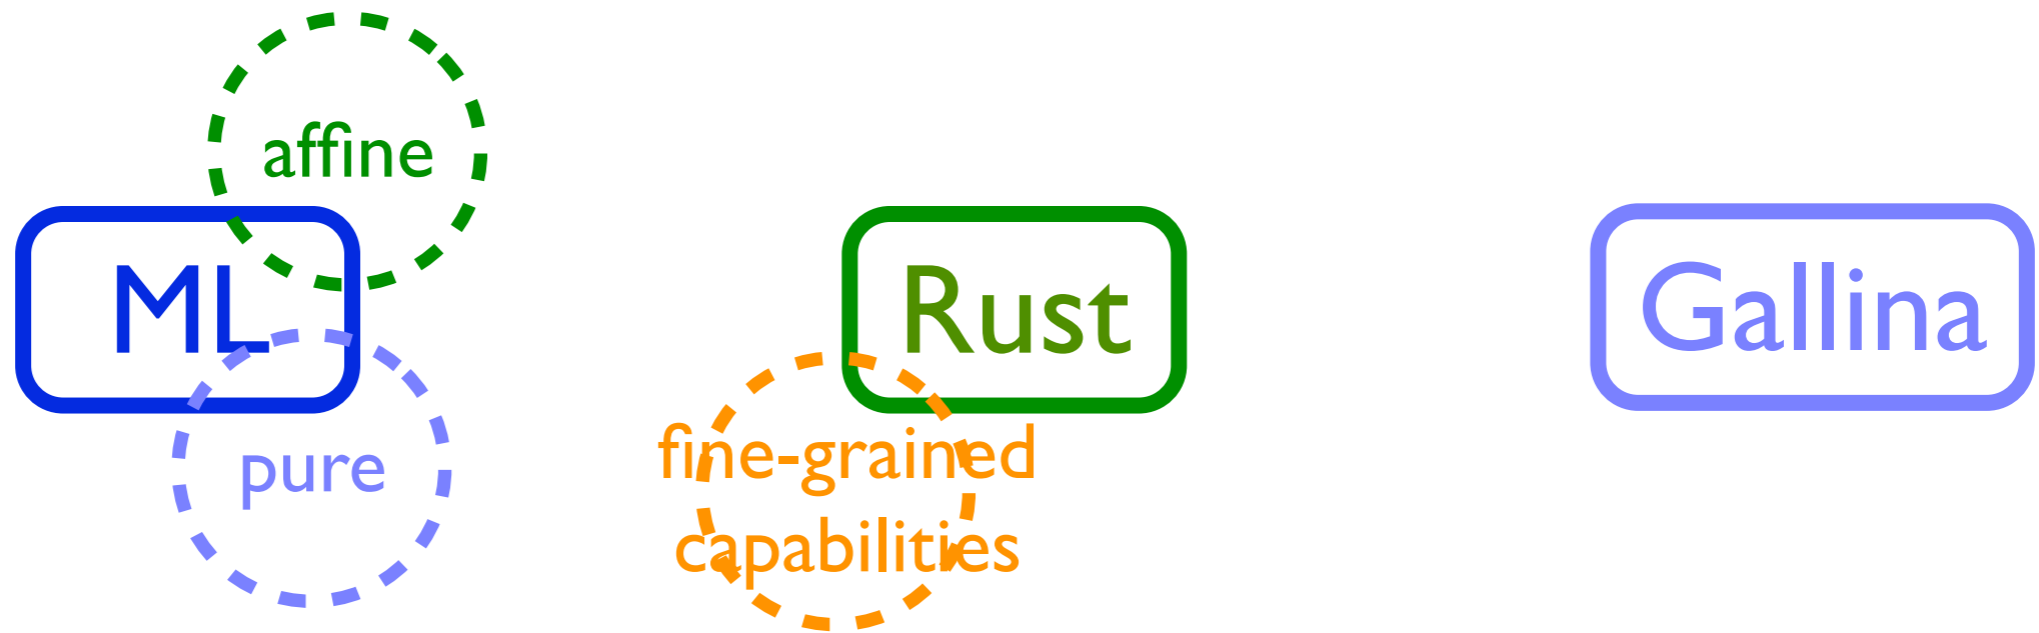 affine
ML
pure
Rust
fine-grained
capabilities
Gallina